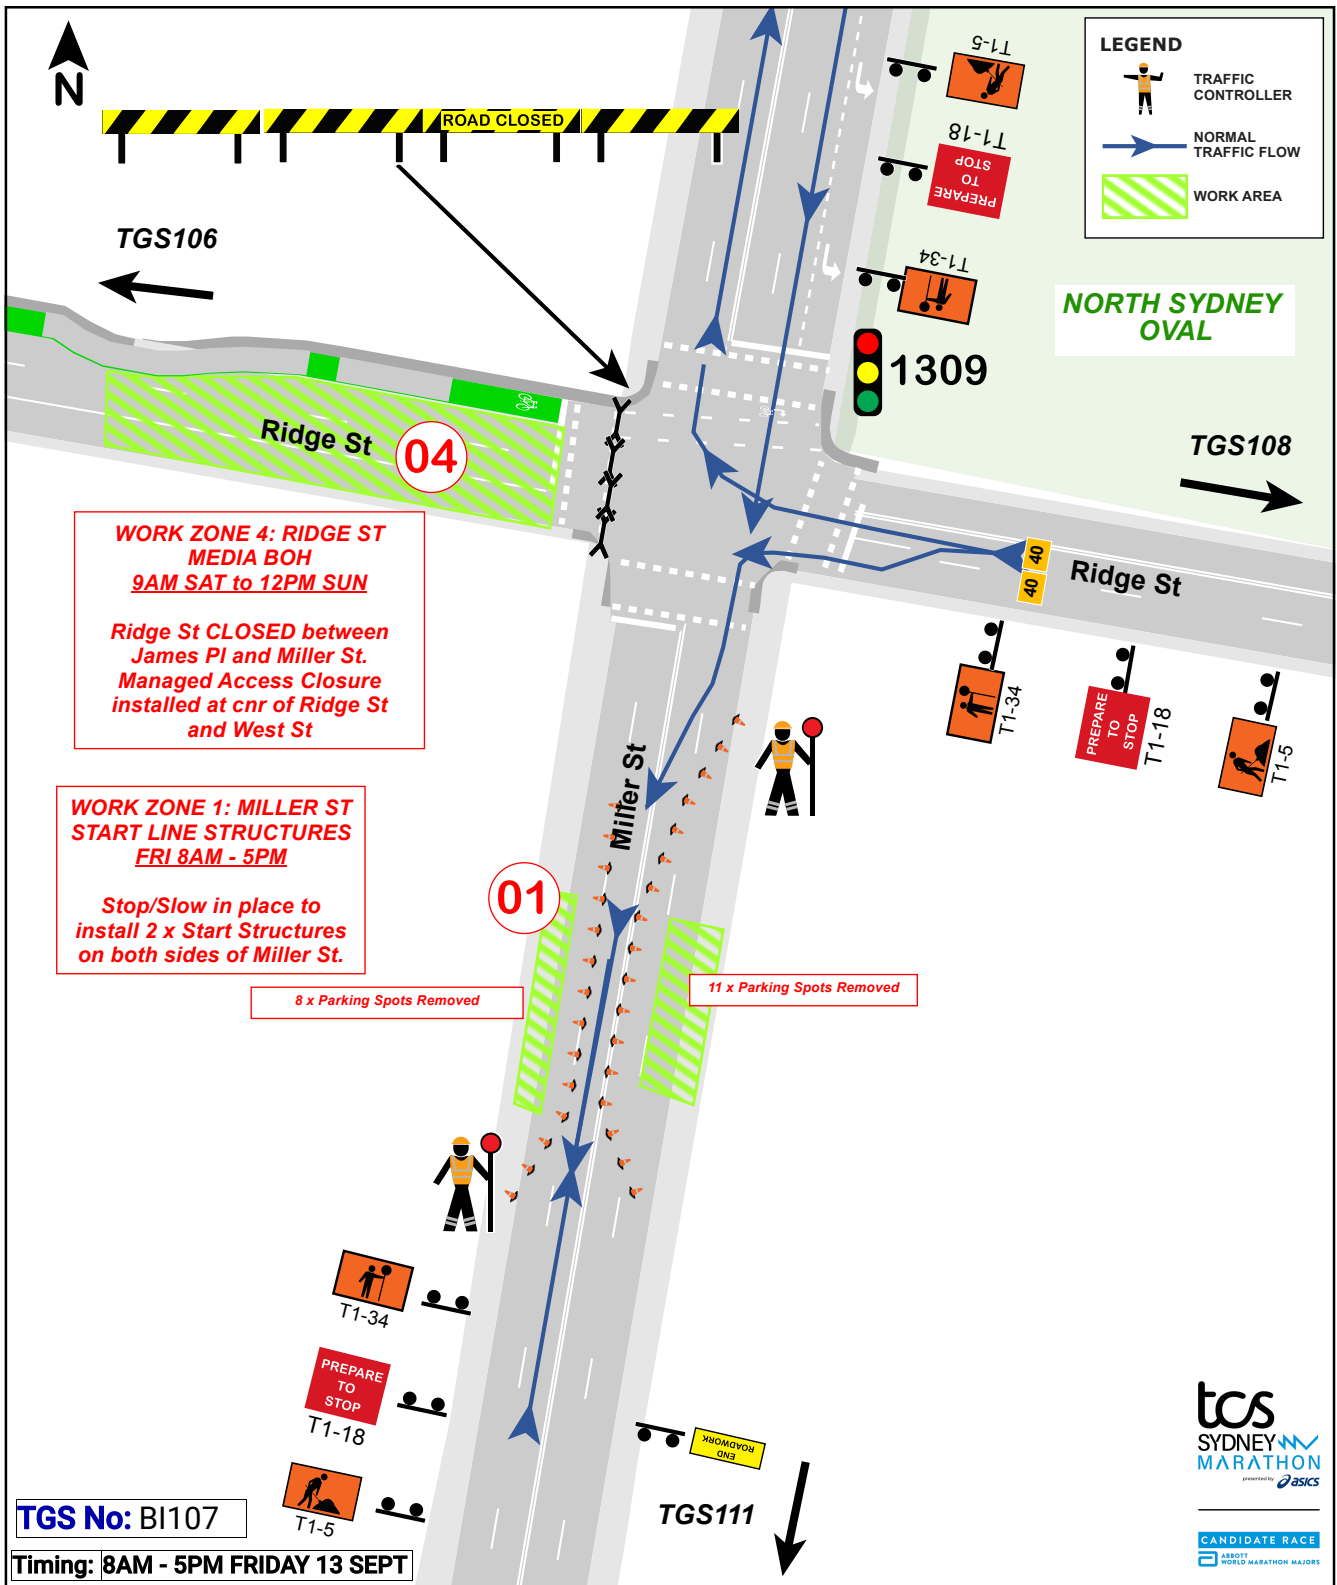 N
ROAD CLOSED
T1-5
T1-18
PREPARE
TO
STOP
T1-34
LEGEND
TRAFFIC
CONTROLLER
NORMAL
TRAFFIC FLOW
WORK AREA
TGS106
NORTH SYDNEY
OVAL
1309
TGS108
Ridge St
04
40
40
Ridge St
WORK ZONE 4: RIDGE ST
MEDIA BOH
9AM SAT to 12PM SUN
Ridge St CLOSED between
James Pl and Miller St.
Managed Access Closure
installed at cnr of Ridge St
and West St
T1-34
PREPARE
TO
STOP
T1-18
T1-5
Miller St
WORK ZONE 1: MILLER ST
START LINE STRUCTURES
FRI 8AM - 5PM
Stop/Slow in place to
install 2 x Start Structures
on both sides of Miller St.
01
8 x Parking Spots Removed
11 x Parking Spots Removed
T1-34
PREPARE
TO
STOP
T1-18
T1-5
END
ROADWORK
TGS111
TGS No: BI107
Timing: 8AM - 5PM FRIDAY 13 SEPT
tcs
SYDNEY
MARATHON
presented by asics
CANDIDATE RACE
ABBOTT
WORLD MARATHON MAJORS